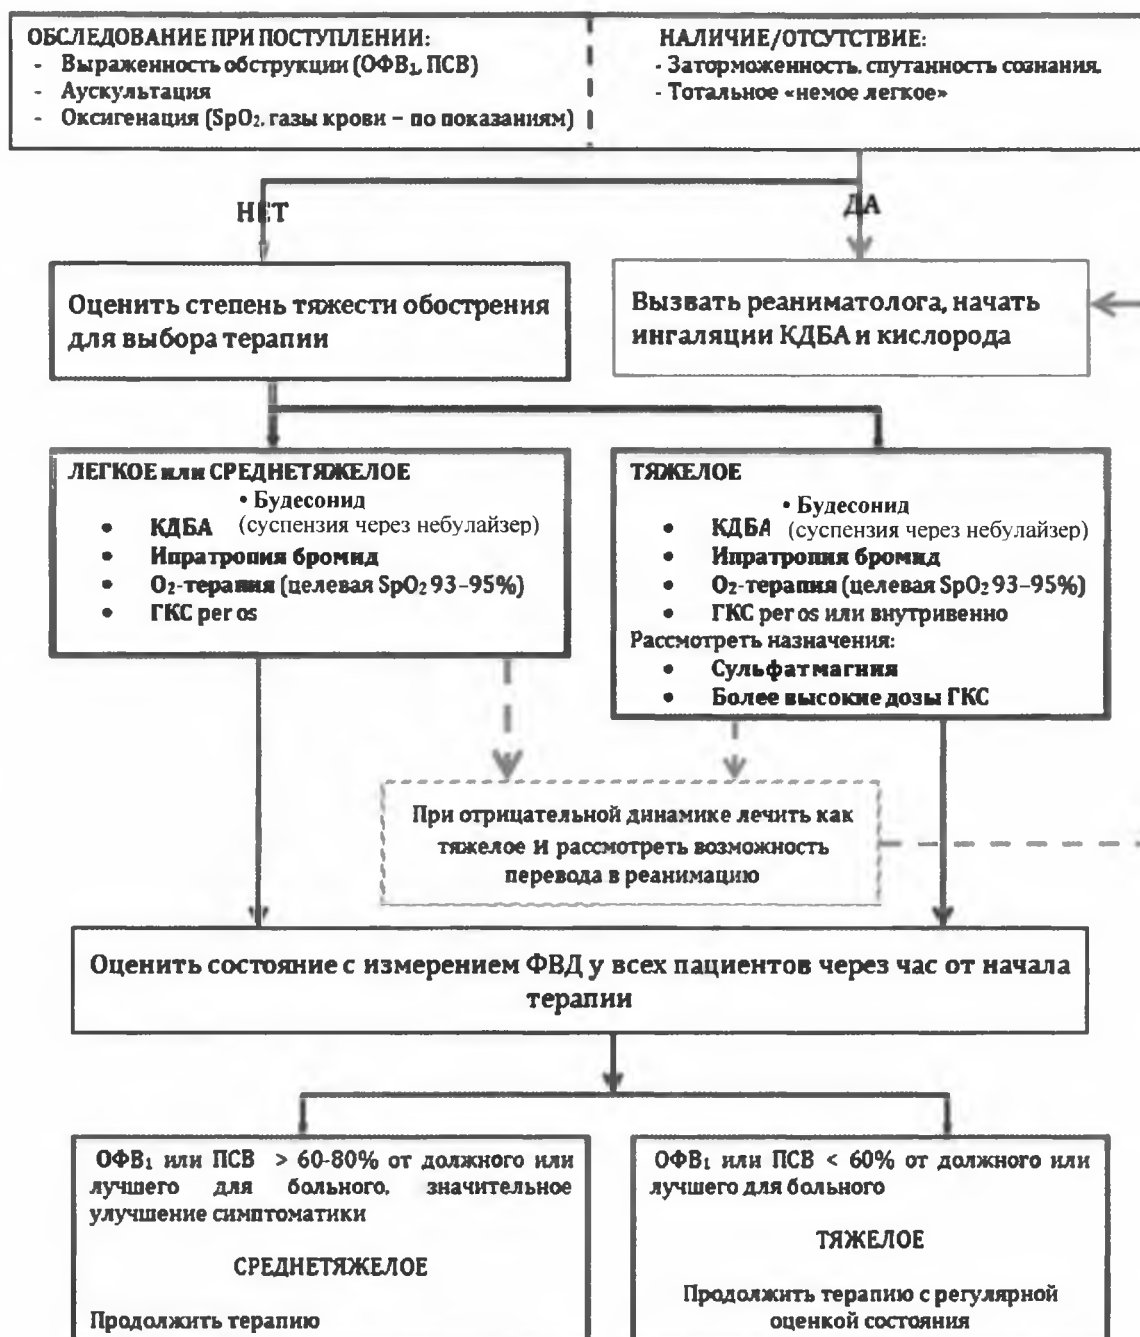 ОБСЛЕДОВАНИЕ ПРИ ПОСТУПЛЕНИИ:
- Выраженность обструкции (ОФВ₁, ПСВ)
- Аускультация
- Оксигенация (SpO₂, газы крови – по показаниям)
НАЛИЧИЕ/ОТСУТСТВИЕ:
- Заторможенность, спутанность сознания,
- Тотальное «немое легкое»
НЕТ
ДА
Оценить степень тяжести обострения
для выбора терапии
Вызвать реаниматолога, начать
ингаляции КДБА и кислорода
ЛЕГКОЕ или СРЕДНЕТЯЖЕЛОЕ
• Будесонид
• КДБА (суспензия через небулайзер)
• Ипратропия бромид
• O₂-терапия (целевая SpO₂ 93–95%)
• ГКС per os
ТЯЖЕЛОЕ
• Будесонид
• КДБА (суспензия через небулайзер)
• Ипратропия бромид
• O₂-терапия (целевая SpO₂ 93–95%)
• ГКС per os или внутривенно
Рассмотреть назначения:
• Сульфат магния
• Более высокие дозы ГКС
При отрицательной динамике лечить как
тяжелое и рассмотреть возможность
перевода в реанимацию
Оценить состояние с измерением ФВД у всех пациентов через час от начала
терапии
ОФВ₁ или ПСВ > 60-80% от должного или
лучшего для больного, значительное
улучшение симптоматики
СРЕДНЕТЯЖЕЛОЕ
Продолжить терапию
ОФВ₁ или ПСВ < 60% от должного или
лучшего для больного
ТЯЖЕЛОЕ
Продолжить терапию с регулярной
оценкой состояния